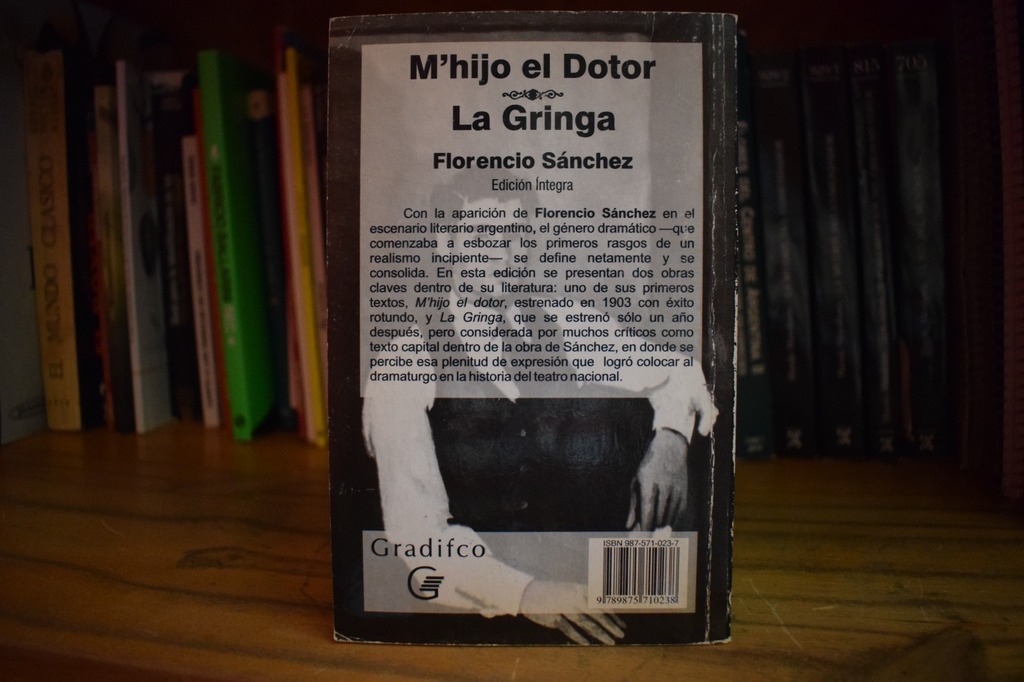 M'hijo el Dotor
La Gringa
Florencio Sánchez
Edición Íntegra
Con la aparición de Florencio Sánchez en el
escenario literario argentino, el género dramático —que
comenzaba a esbozar los primeros rasgos de un
realismo incipiente— se define netamente y se
consolida. En esta edición se presentan dos obras
claves dentro de su literatura: uno de sus primeros
textos, M'hijo el dotor, estrenado en 1903 con éxito
rotundo, y La Gringa, que se estrenó sólo un año
después, pero considerada por muchos críticos como
texto capital dentro de la obra de Sánchez, en donde se
percibe esa plenitud de expresión que logró colocar al
dramaturgo en la historia del teatro nacional.
Gradifco
G
ISBN 987-571-023-7
9 789875 710238
EL MUNDO CLASICO
815
705